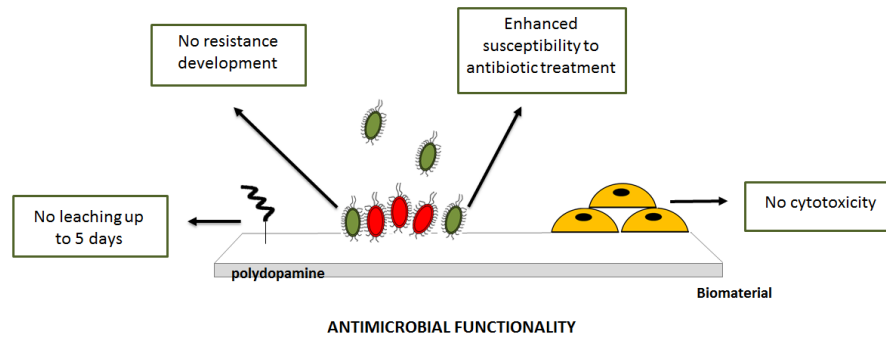 No resistance
development
Enhanced
susceptibility to
antibiotic treatment
No leaching up
to 5 days
No cytotoxicity
polydopamine
Biomaterial
ANTIMICROBIAL FUNCTIONALITY